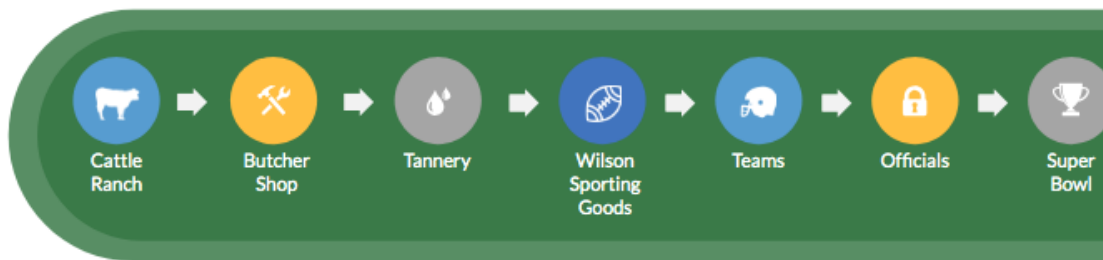 Cattle
Ranch
Butcher
Shop
Tannery
Wilson
Sporting
Goods
Teams
Officials
Super
Bowl